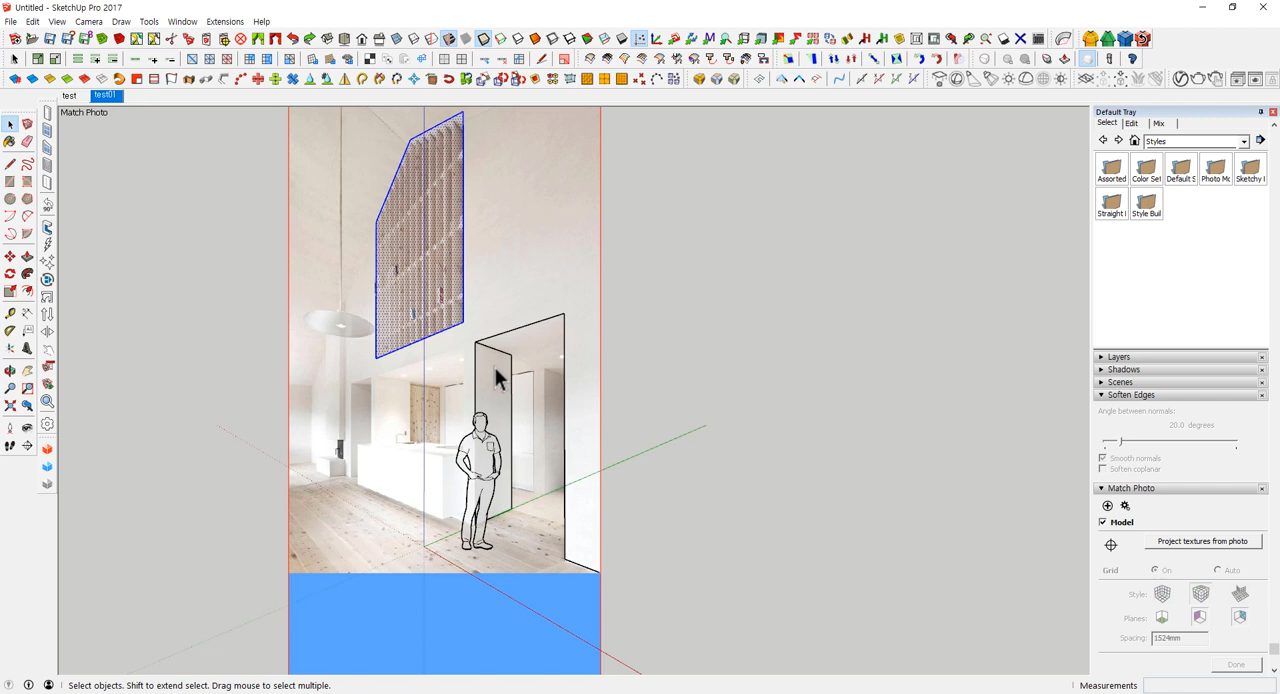 Untitled - SketchUp Pro 2017
File Edit View Camera Draw Tools Window Extensions Help
test test01
Match Photo
Default Tray
Select Edit Mix
Styles
Assorted Color Set Default S Photo Mo Sketchy
Straight L Style Buil
Layers
Shadows
Scenes
Soften Edges
Angle between normals:
20.0 degrees
Smooth normals
Soften coplanar
Match Photo
Model
Project textures from photo
Grid On Auto
Style:
Planes:
Spacing: 1524mm
Done
Select objects. Shift to extend select. Drag mouse to select multiple.
Measurements